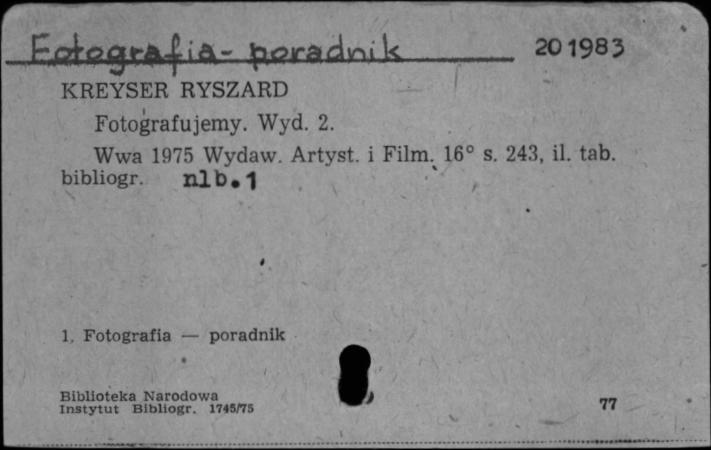 Fotografia - poradnik 201983
KREYSER RYSZARD
Fotografujemy. Wyd. 2.
Wwa 1975 Wydaw. Artyst. i Film. 16° s. 243, il. tab.
bibliogr. nlb. 1
1. Fotografia — poradnik
Biblioteka Narodowa
Instytut Bibliogr. 1745/75 77